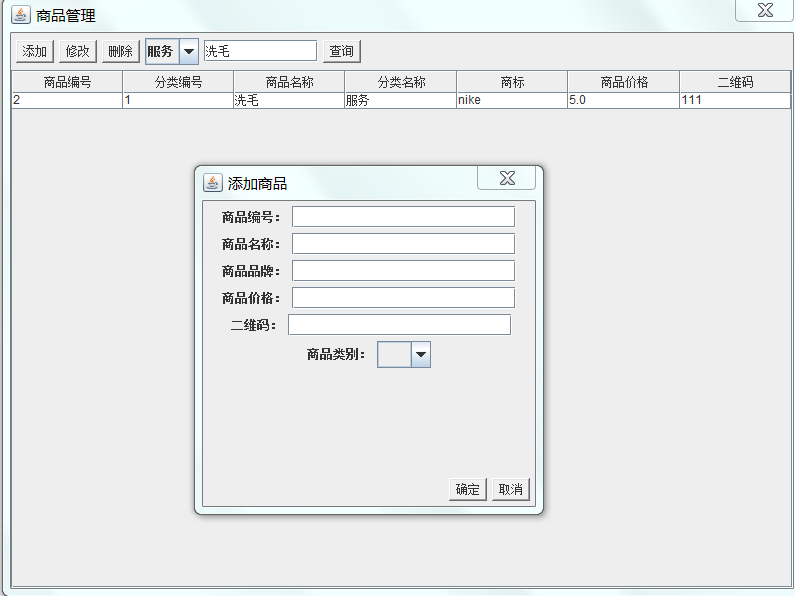 商品管理
添加 修改 删除 服务 洗毛 查询
商品编号 分类编号 商品名称 分类名称 商标 商品价格 二维码
2 1 洗毛 服务 nike 5.0 111
添加商品
商品编号：
商品名称：
商品品牌：
商品价格：
二维码：
商品类别：
确定 取消